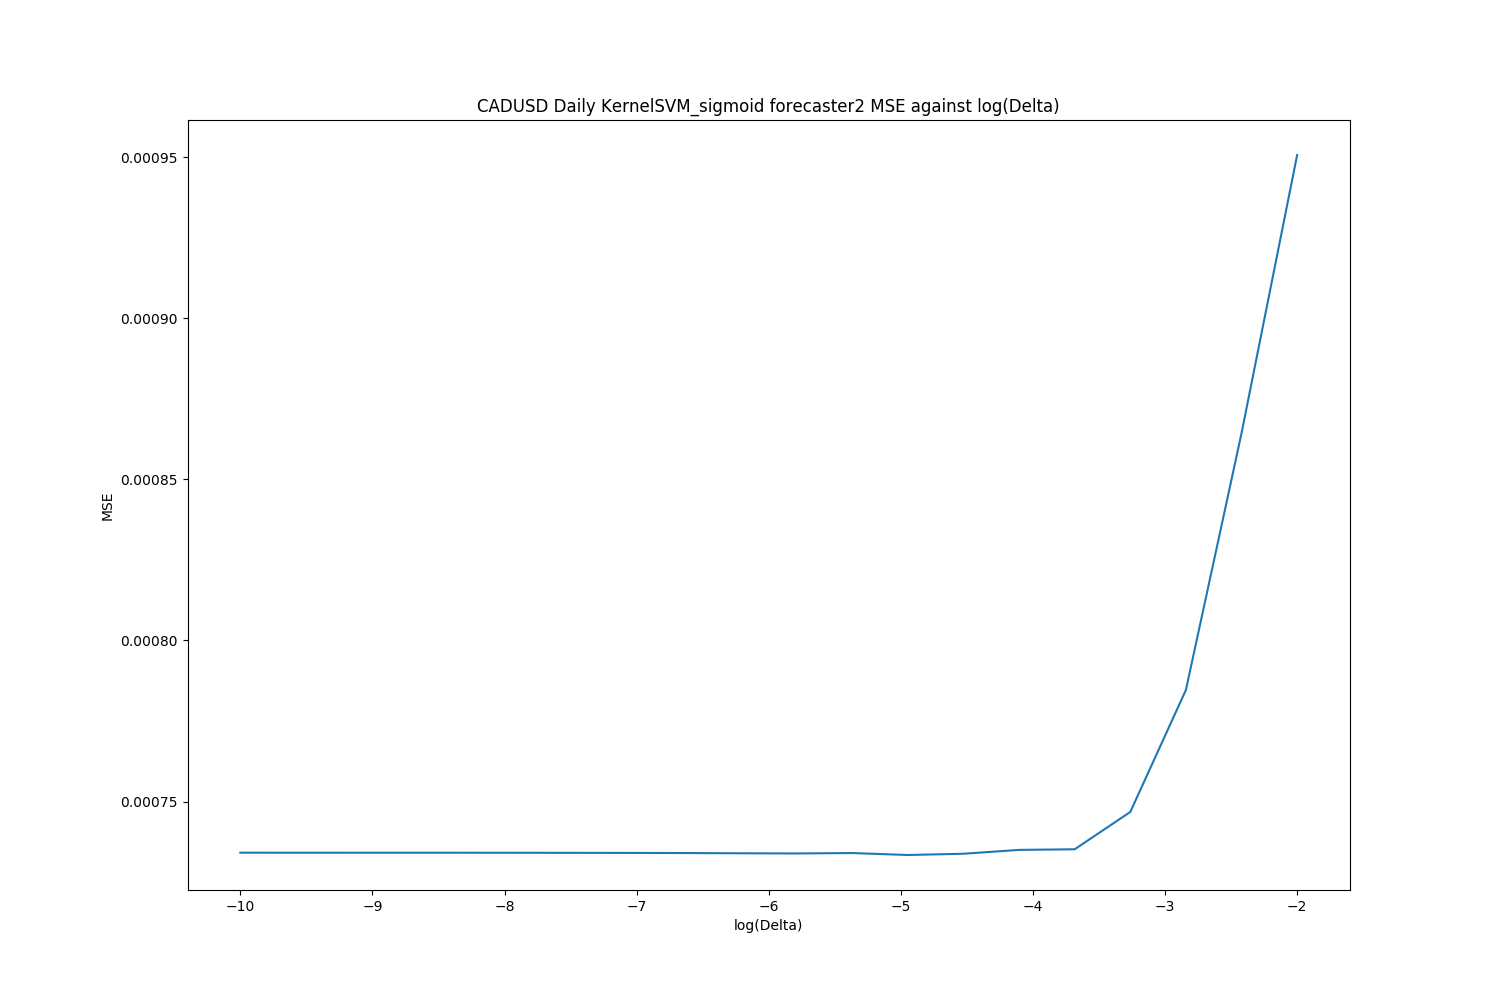 CADUSD Daily KernelSVM_sigmoid forecaster2 MSE against log(Delta)
0.00095
0.00090
0.00085
MSE
0.00080
0.00075
−10 −9 −8 −7 −6 −5 −4 −3 −2
log(Delta)